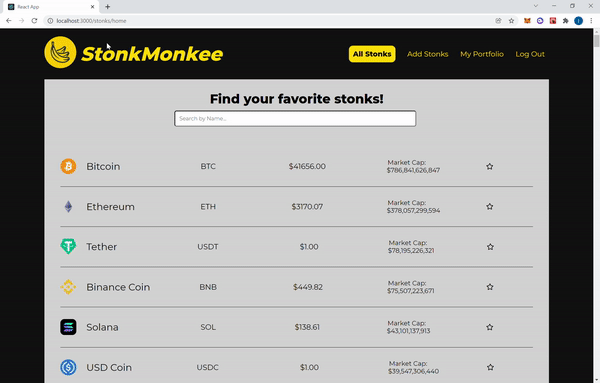 React App
localhost:3000/stonks/home
StonkMonkee
All Stonks
Add Stonks
My Portfolio
Log Out
Find your favorite stonks!
Search by Name...
Bitcoin BTC $41656.00 Market Cap: $786,841,626,847
Ethereum ETH $3170.07 Market Cap: $378,057,299,594
Tether USDT $1.00 Market Cap: $78,195,226,321
Binance Coin BNB $449.82 Market Cap: $75,507,223,671
Solana SOL $138.61 Market Cap: $43,101,137,913
USD Coin USDC $1.00 Market Cap: $39,547,306,440